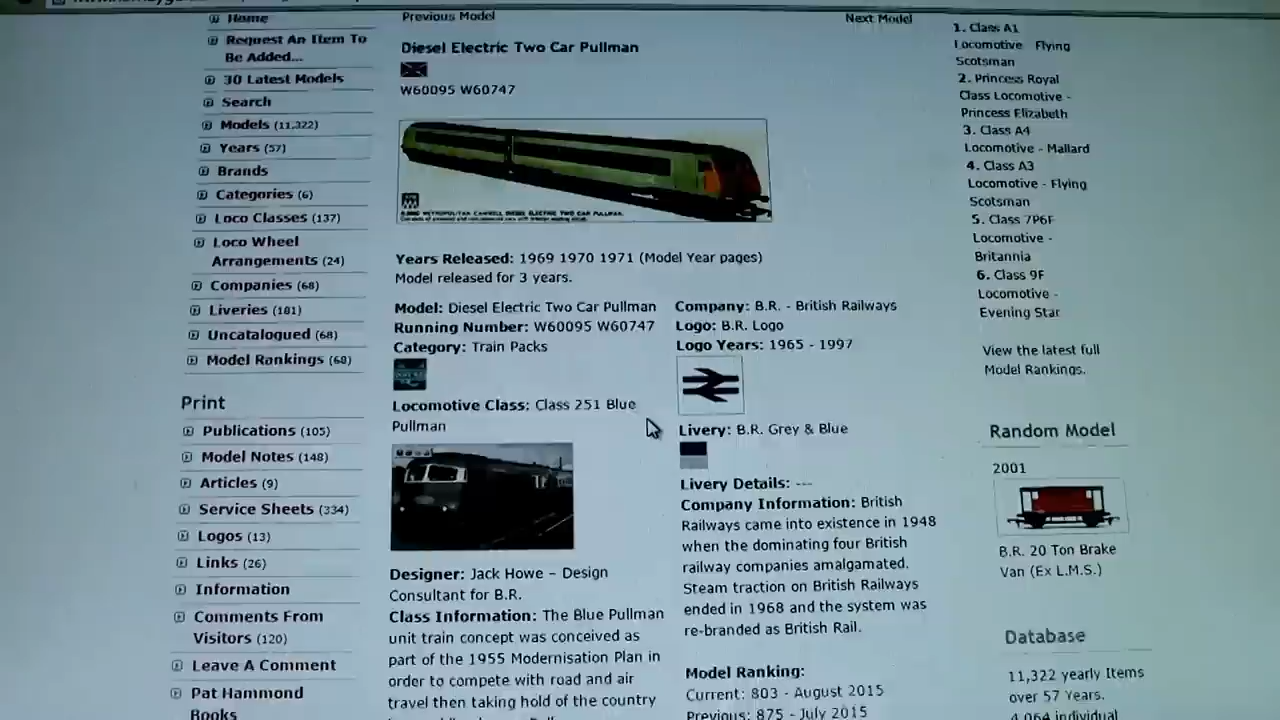 Home
Request An Item To
Be Added...
30 Latest Models
Search
Models (11,322)
Years (57)
Brands
Categories (6)
Loco Classes (137)
Loco Wheel
Arrangements (24)
Companies (68)
Liveries (181)
Uncatalogued (68)
Model Rankings (60)
Print
Publications (105)
Model Notes (148)
Articles (9)
Service Sheets (334)
Logos (13)
Links (26)
Information
Comments From
Visitors (120)
Leave A Comment
Pat Hammond
Books
Previous Model
Next Model
Diesel Electric Two Car Pullman
W60095 W60747
METROPOLITAN CAMMELL DIESEL ELECTRIC TWO CAR PULLMAN.
Years Released: 1969 1970 1971 (Model Year pages)
Model released for 3 years.
Model: Diesel Electric Two Car Pullman
Running Number: W60095 W60747
Category: Train Packs
Locomotive Class: Class 251 Blue
Pullman
Designer: Jack Howe – Design
Consultant for B.R.
Class Information: The Blue Pullman
unit train concept was conceived as
part of the 1955 Modernisation Plan in
order to compete with road and air
travel then taking hold of the country
Company: B.R. - British Railways
Logo: B.R. Logo
Logo Years: 1965 - 1997
Livery: B.R. Grey & Blue
Livery Details: ---
Company Information: British
Railways came into existence in 1948
when the dominating four British
railway companies amalgamated.
Steam traction on British Railways
ended in 1968 and the system was
re-branded as British Rail.
Model Ranking:
Current: 803 - August 2015
Previous: 875 - July 2015
1. Class A1
Locomotive - Flying
Scotsman
2. Princess Royal
Class Locomotive -
Princess Elizabeth
3. Class A4
Locomotive - Mallard
4. Class A3
Locomotive - Flying
Scotsman
5. Class 7P6F
Locomotive -
Britannia
6. Class 9F
Locomotive -
Evening Star
View the latest full
Model Rankings.
Random Model
2001
B.R. 20 Ton Brake
Van (Ex L.M.S.)
Database
11,322 yearly Items
over 57 Years.
4,064 individual